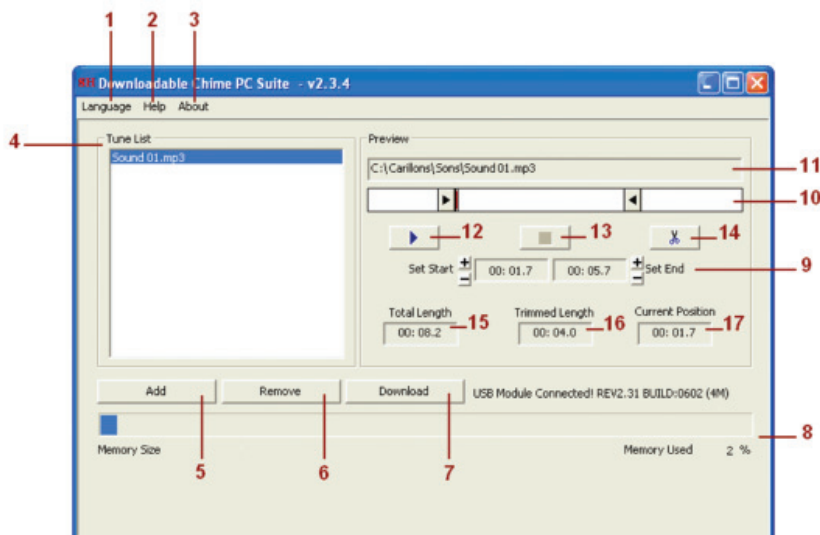 1 2 3
Downloadable Chime PC Suite - v2.3.4
Language Help About
4 Tune List
Sound 01.mp3
Preview
C:\Carillons\Sons\Sound 01.mp3 11
10
12 13 14
Set Start + - 00: 01.7 00: 05.7 + - Set End 9
Total Length Trimmed Length Current Position
00: 08.2 15 00: 04.0 16 00: 01.7 17
Add Remove Download USB Module Connected! REV2.31 BUILD:0602 (4M)
8
Memory Size Memory Used 2 %
5 6 7